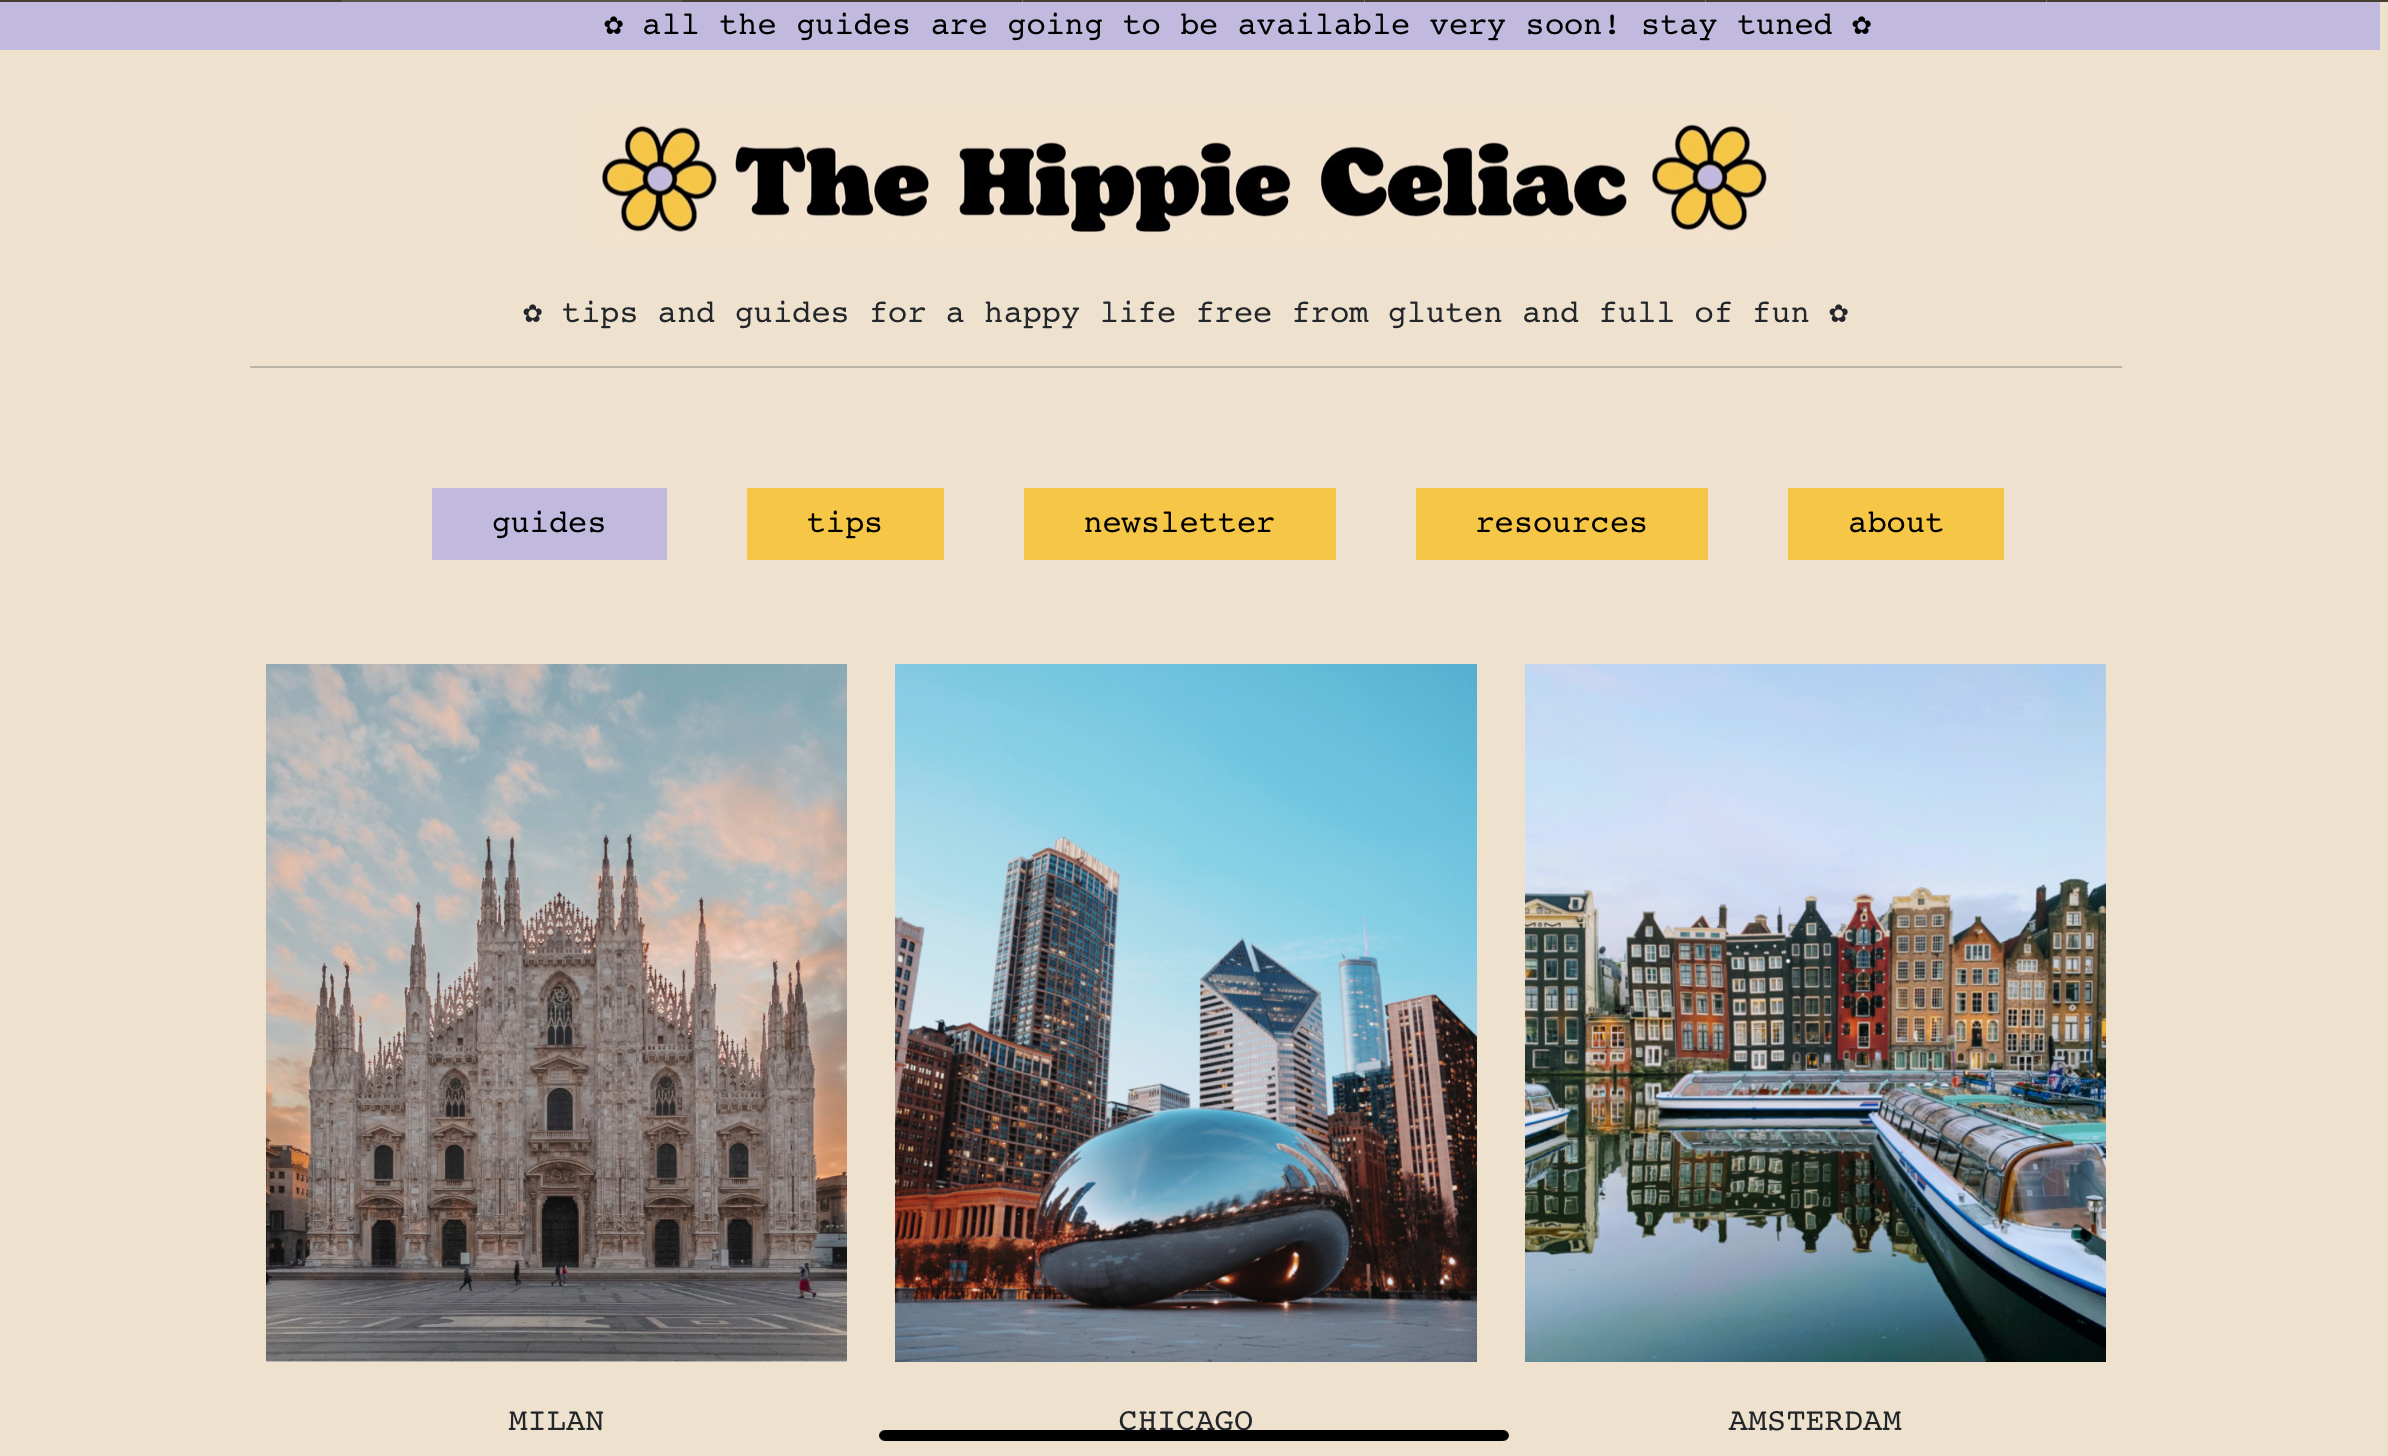 ✿ all the guides are going to be available very soon! stay tuned ✿
The Hippie Celiac
✿ tips and guides for a happy life free from gluten and full of fun ✿
guides
tips
newsletter
resources
about
MILAN
CHICAGO
AMSTERDAM